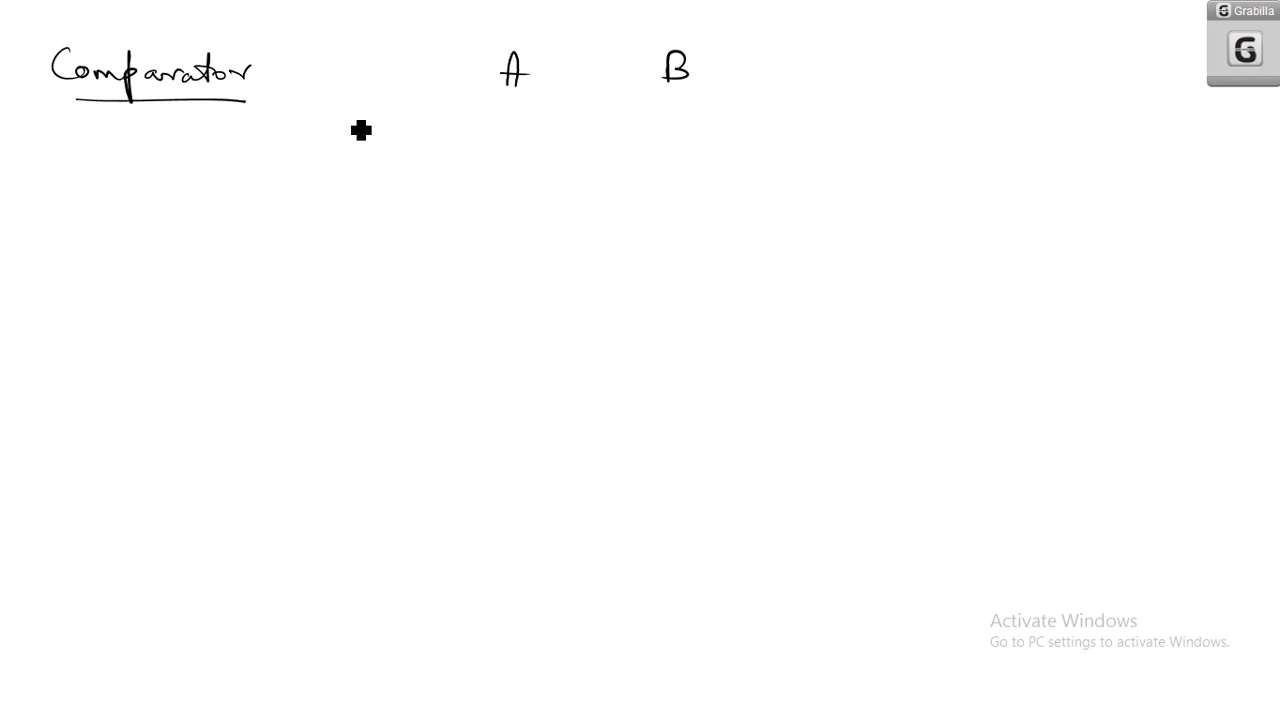 Comparator A B
Grabilla
G
Activate Windows
Go to PC settings to activate Windows.